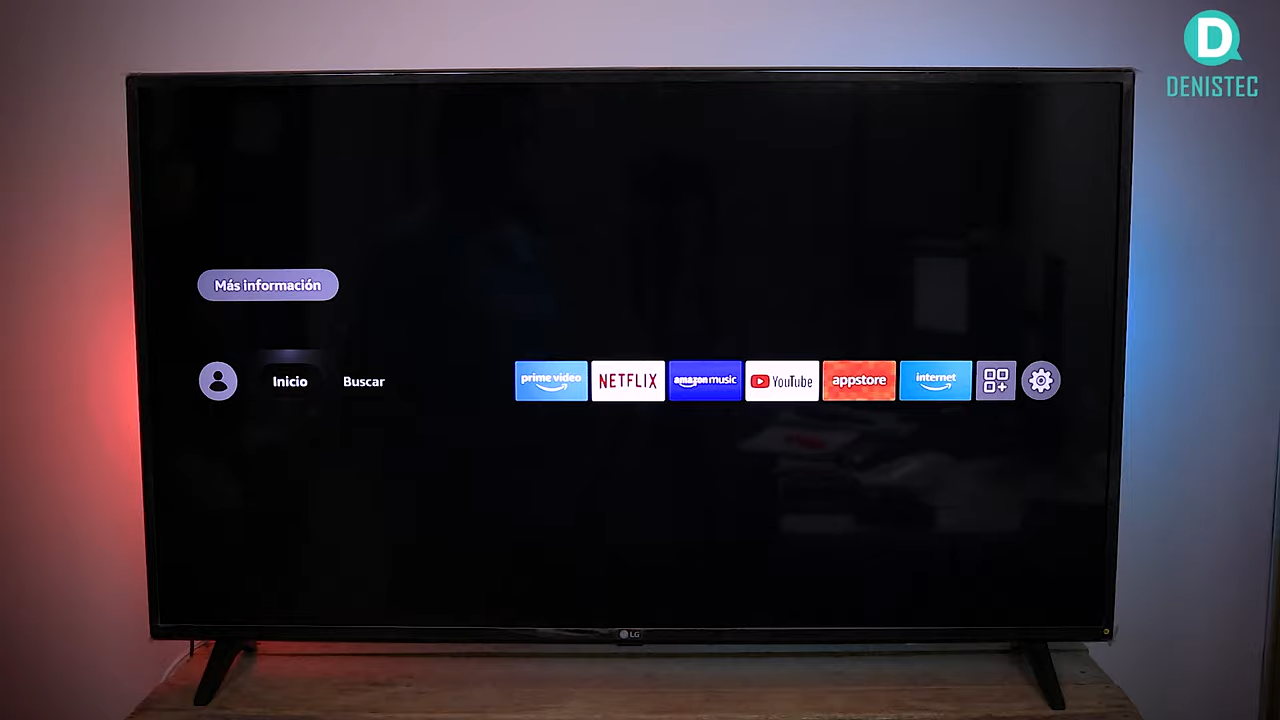 D
DENISTEC
Más información
Inicio
Buscar
prime video
NETFLIX
amazon music
YouTube
appstore
internet
LG